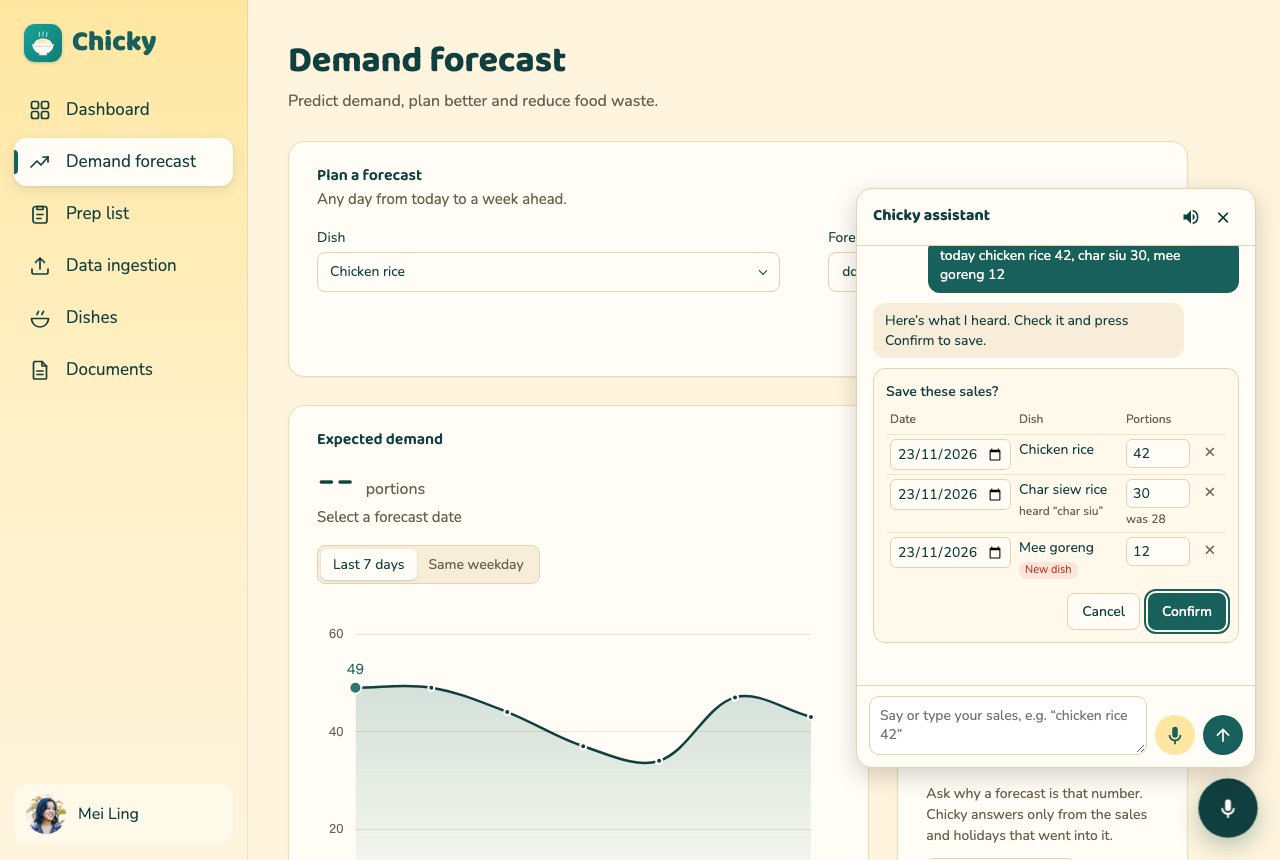 Chicky
Dashboard
Demand forecast
Prep list
Data ingestion
Dishes
Documents
Mei Ling
Demand forecast
Predict demand, plan better and reduce food waste.
Plan a forecast
Any day from today to a week ahead.
Dish
Chicken rice
Expected demand
-- portions
Select a forecast date
Last 7 days Same weekday
60
49
40
20
Chicky assistant
today chicken rice 42, char siu 30, mee
goreng 12
Here's what I heard. Check it and press
Confirm to save.
Save these sales?
Date Dish Portions
23/11/2026 Chicken rice 42 ×
23/11/2026 Char siew rice 30 ×
heard “char siu” was 28
23/11/2026 Mee goreng 12 ×
New dish
Cancel Confirm
Say or type your sales, e.g. “chicken rice
42”
Ask why a forecast is that number.
Chicky answers only from the sales
and holidays that went into it.